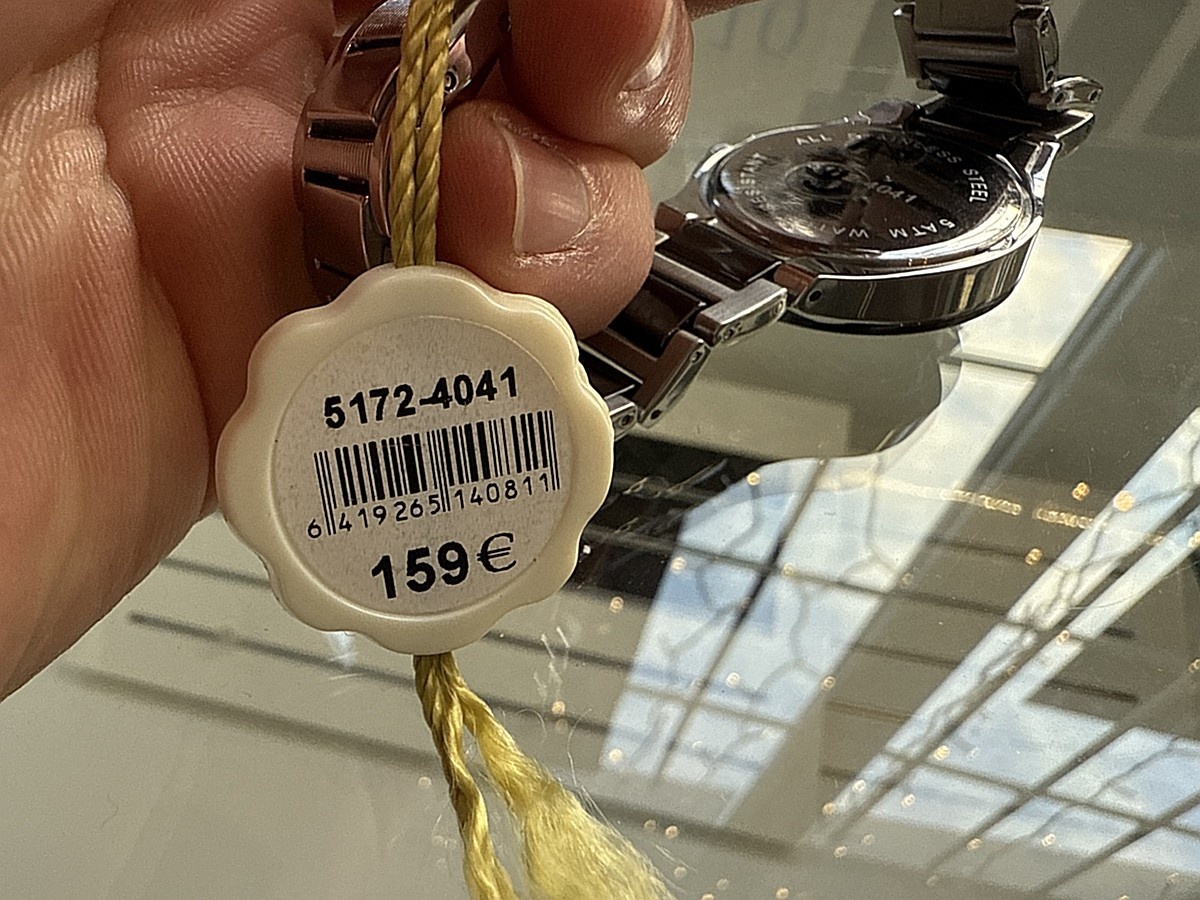 5172-4041
6 419265 140811
159€
ALL STAINLESS STEEL
5ATM WATER RESISTANT
4041